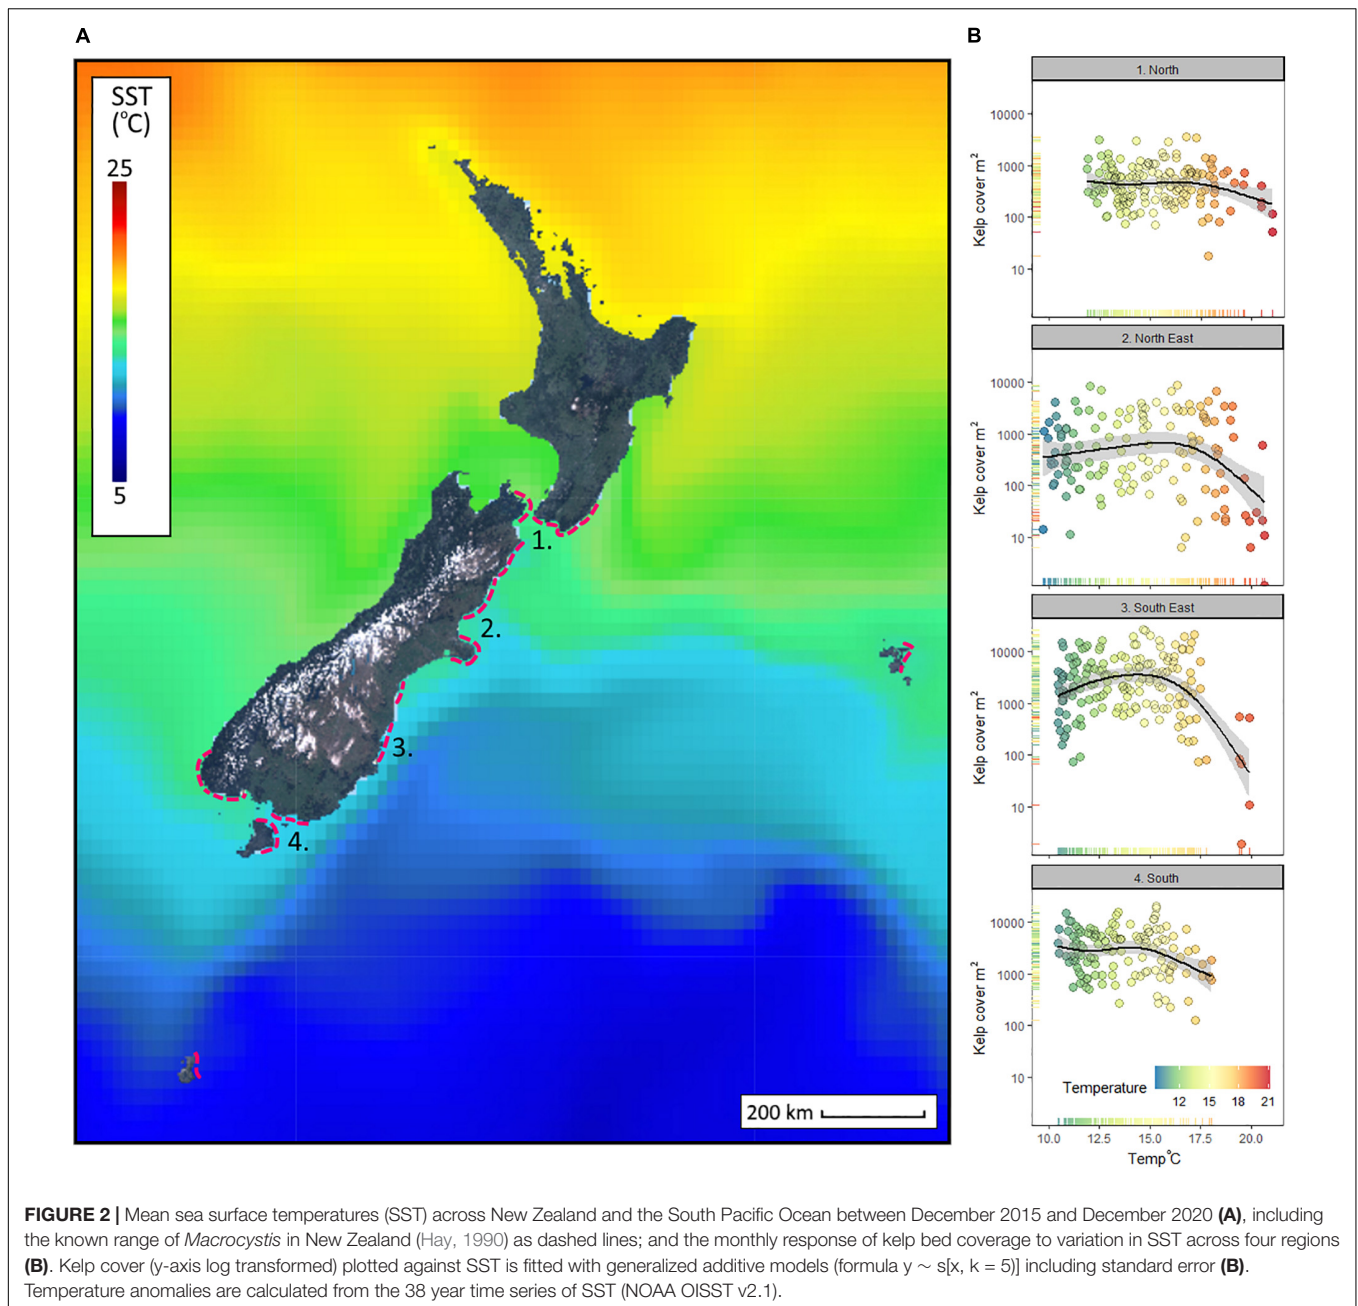 A
B
SST
(°C)
25
5
1.
2.
3.
4.
200 km
1. North
10000
1000
100
10
Kelp cover m²
2. North East
10000
1000
100
10
Kelp cover m²
3. South East
10000
1000
100
10
Kelp cover m²
4. South
10000
1000
100
10
Kelp cover m²
Temperature
12 15 18 21
10.0 12.5 15.0 17.5 20.0
Temp°C
FIGURE 2 | Mean sea surface temperatures (SST) across New Zealand and the South Pacific Ocean between December 2015 and December 2020 (A), including
the known range of Macrocystis in New Zealand (Hay, 1990) as dashed lines; and the monthly response of kelp bed coverage to variation in SST across four regions
(B). Kelp cover (y-axis log transformed) plotted against SST is fitted with generalized additive models (formula y ∼ s[x, k = 5)] including standard error (B).
Temperature anomalies are calculated from the 38 year time series of SST (NOAA OISST v2.1).